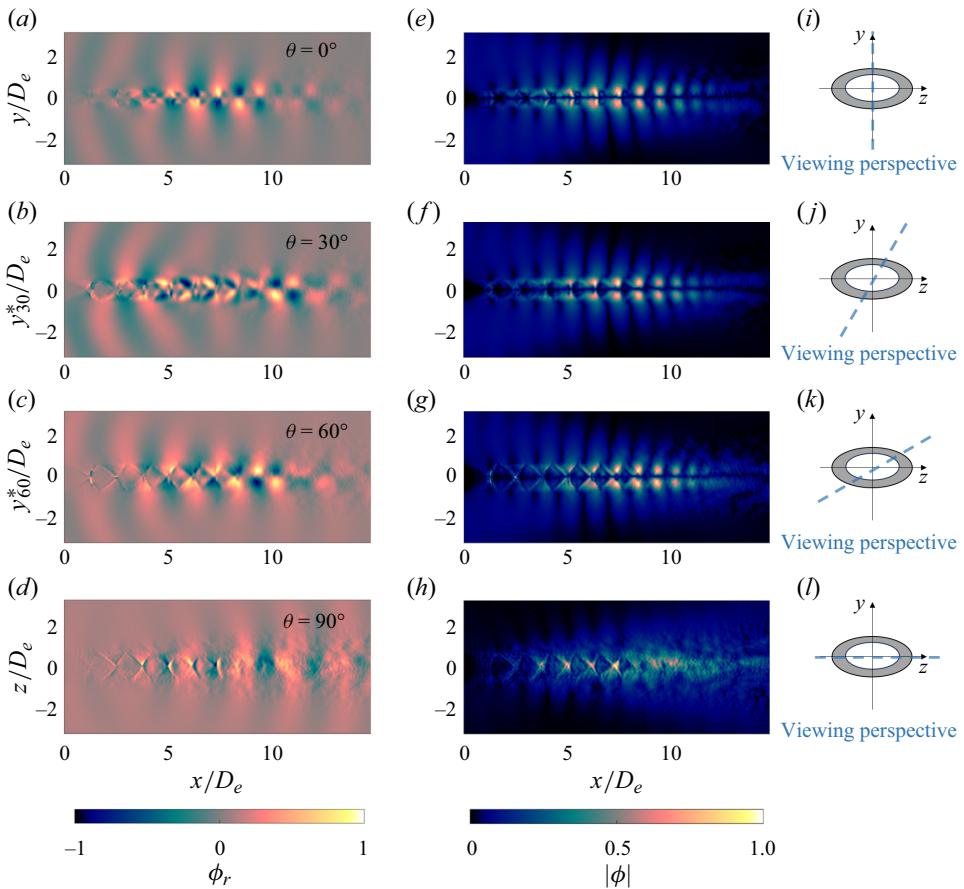 (a)
(e)
(i)
2
0
−2
y/D_e
θ = 0°
0
5
10
2
0
−2
0
5
10
y
z
Viewing perspective
(b)
(f)
(j)
2
0
−2
y*_30/D_e
θ = 30°
0
5
10
2
0
−2
0
5
10
y
z
Viewing perspective
(c)
(g)
(k)
2
0
−2
y*_60/D_e
θ = 60°
0
5
10
2
0
−2
0
5
10
y
z
Viewing perspective
(d)
(h)
(l)
2
0
−2
z/D_e
θ = 90°
0
5
10
2
0
−2
0
5
10
y
z
Viewing perspective
x/D_e
x/D_e
−1
0
1
ϕ_r
0
0.5
1.0
|ϕ|